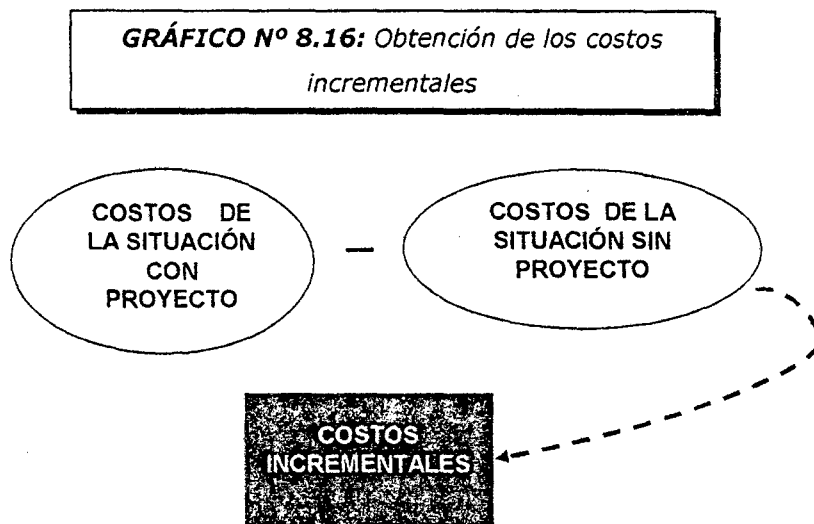 GRÁFICO Nº 8.16: Obtención de los costos
incrementales
COSTOS DE
LA SITUACIÓN
CON
PROYECTO
–
COSTOS DE LA
SITUACIÓN SIN
PROYECTO
COSTOS
INCREMENTALES